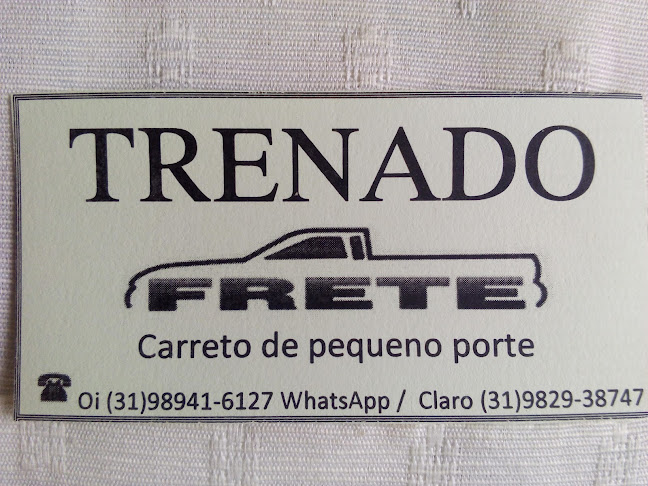 TRENADO
FRETE
Carreto de pequeno porte
Oi (31)98941-6127 WhatsApp / Claro (31)9829-38747